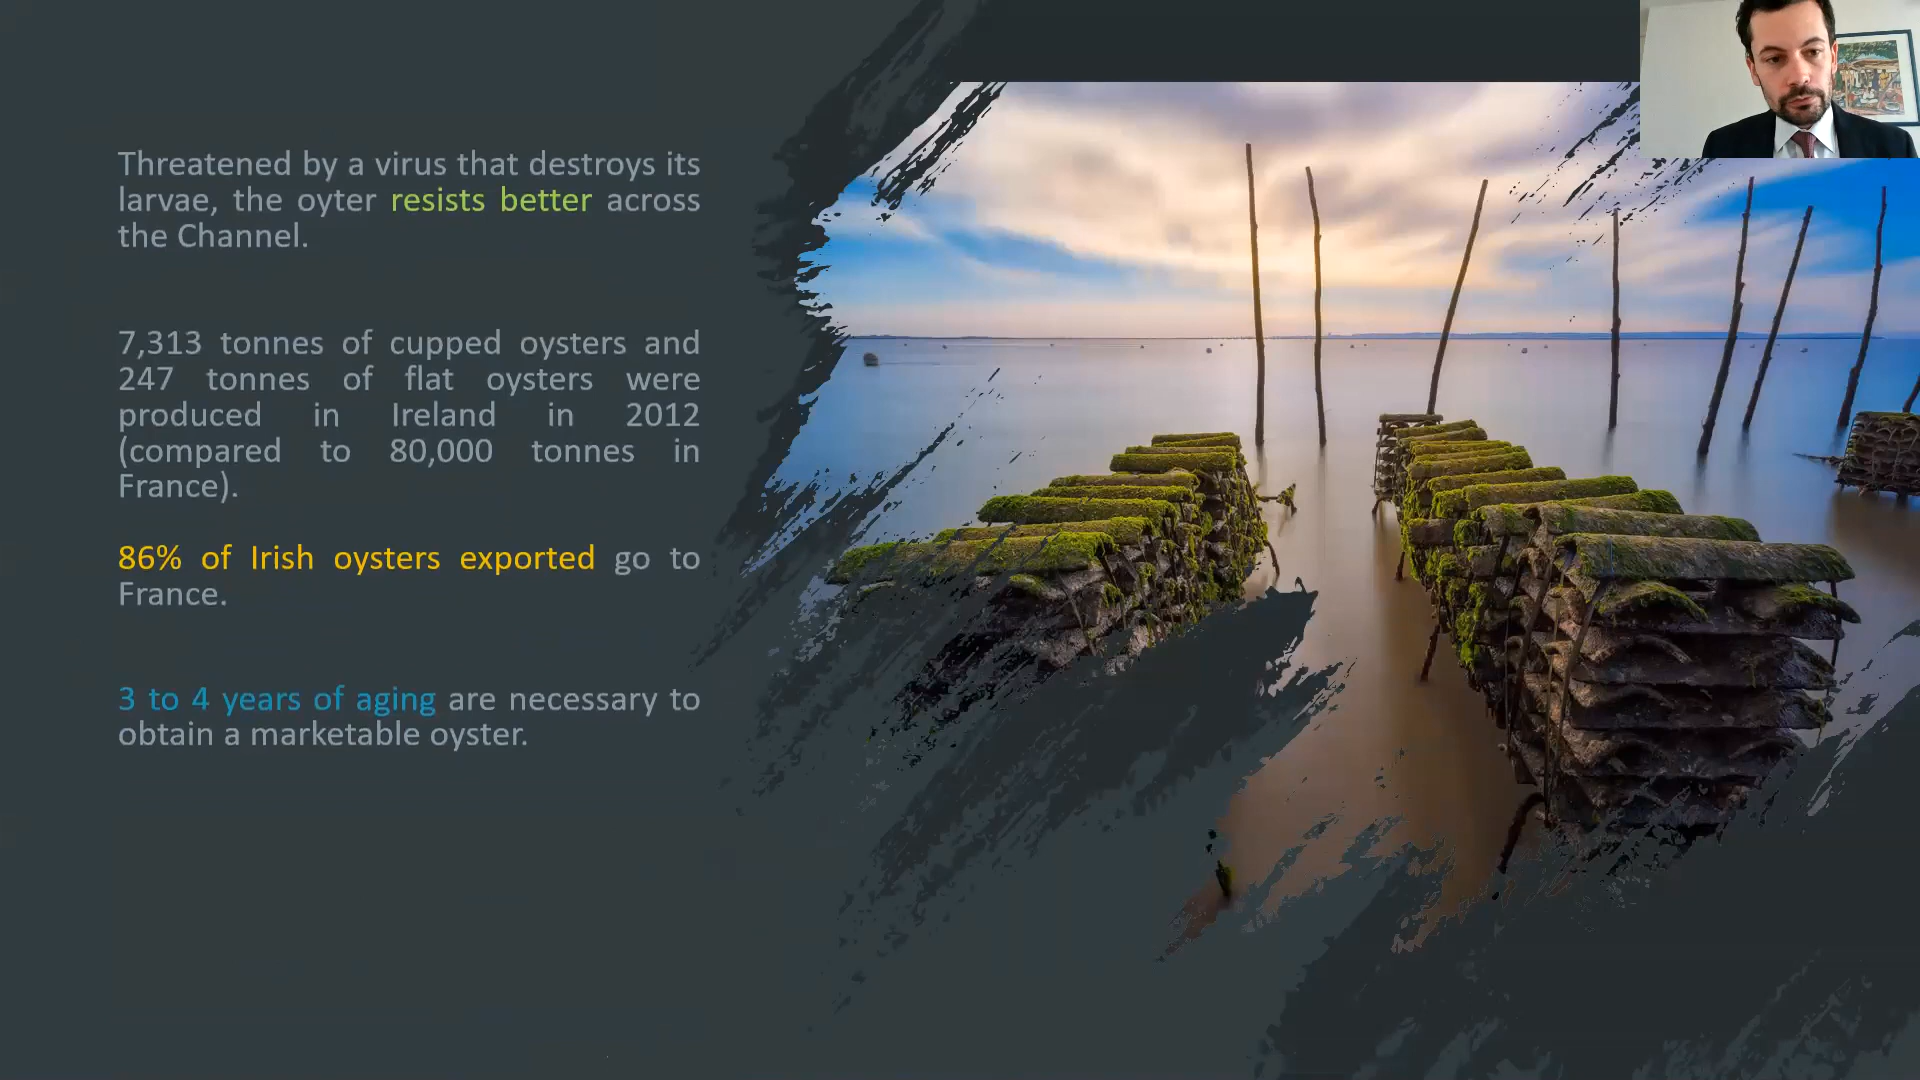 Threatened by a virus that destroys its
larvae, the oyter resists better across
the Channel.
7,313 tonnes of cupped oysters and
247 tonnes of flat oysters were
produced in Ireland in 2012
(compared to 80,000 tonnes in
France).
86% of Irish oysters exported go to
France.
3 to 4 years of aging are necessary to
obtain a marketable oyster.